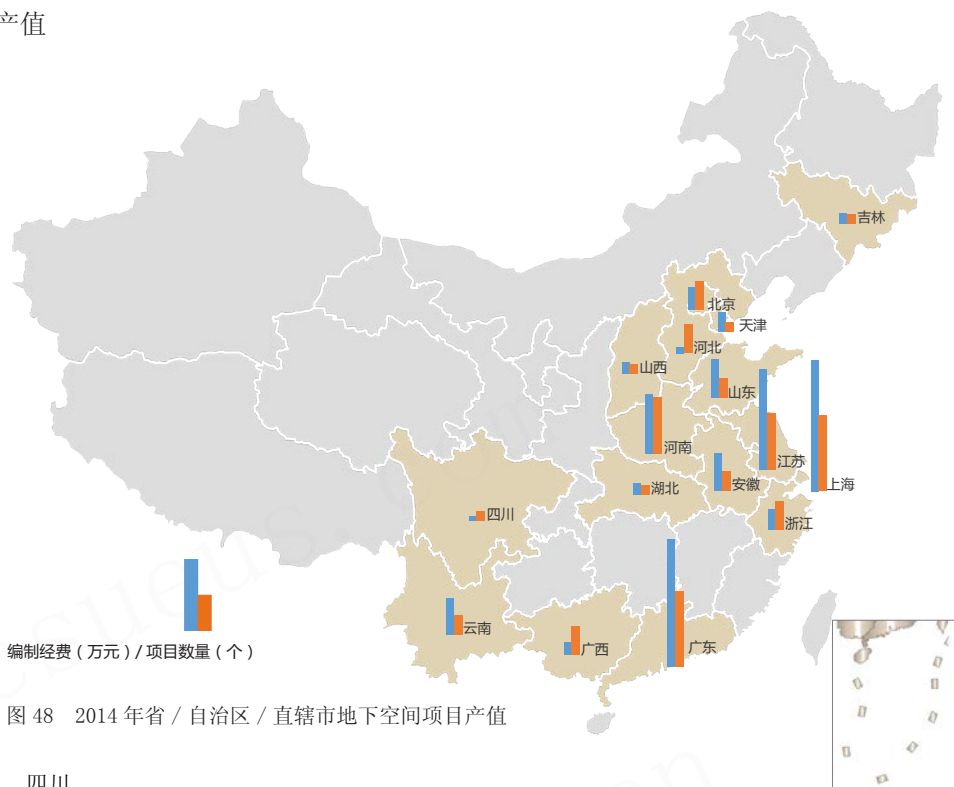 产值
吉林
北京
天津
河北
山西
山东
河南
江苏
安徽
上海
湖北
四川
浙江
云南
广西
广东
编制经费（万元）/ 项目数量（个）
图 48　2014 年省 / 自治区 / 直辖市地下空间项目产值
四川